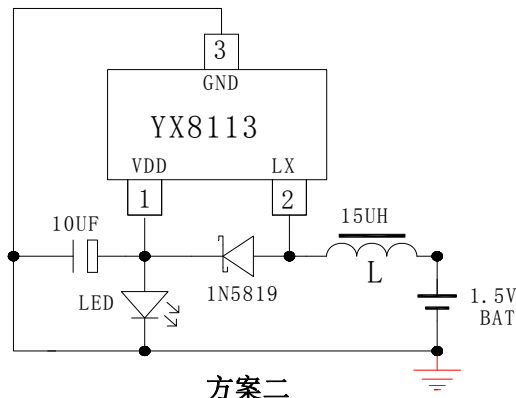 3
GND
YX8113
VDD
LX
1
2
10UF
15UH
L
LED
1N5819
1.5V
BAT
方案二